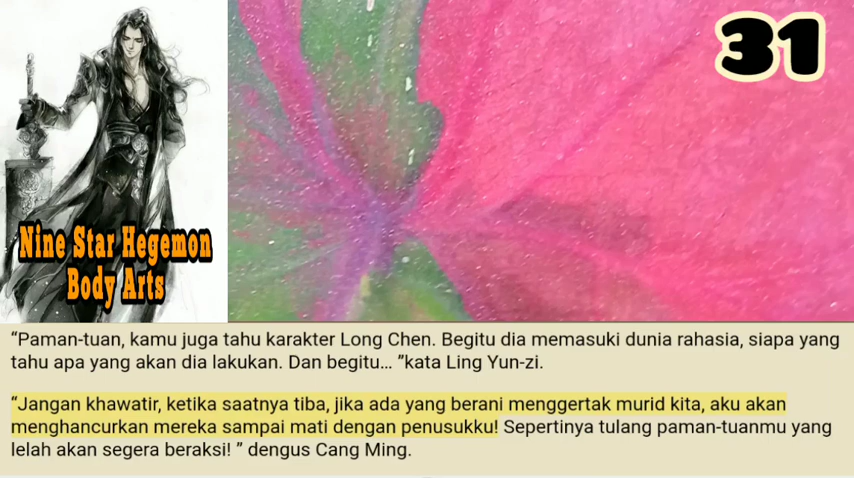 31
Nine Star Hegemon
Body Arts
“Paman-tuan, kamu juga tahu karakter Long Chen. Begitu dia memasuki dunia rahasia, siapa yang
tahu apa yang akan dia lakukan. Dan begitu... ”kata Ling Yun-zi.
“Jangan khawatir, ketika saatnya tiba, jika ada yang berani menggertak murid kita, aku akan
menghancurkan mereka sampai mati dengan penusukku! Sepertinya tulang paman-tuanmu yang
lelah akan segera beraksi! ” dengus Cang Ming.